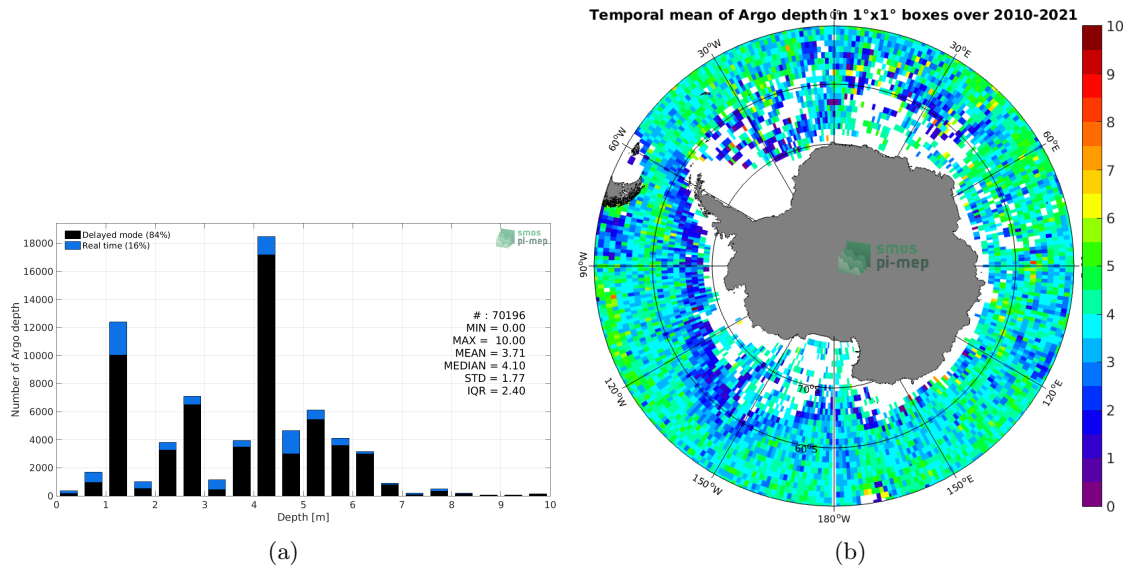 Temporal mean of Argo depth in 1°x1° boxes over 2010-2021
Delayed mode (84%)
Real time (16%)
smos
pi-mep
# : 70196
MIN = 0.00
MAX = 10.00
MEAN = 3.71
MEDIAN = 4.10
STD = 1.77
IQR = 2.40
Number of Argo depth
18000
16000
14000
12000
10000
8000
6000
4000
2000
0
0 1 2 3 4 5 6 7 8 9 10
Depth [m]
(a)
0°
30°E
60°E
120°E
150°E
180°W
150°W
120°W
90°W
60°W
30°W
70°S
60°S
smos
pi-mep
10
9
8
7
6
5
4
3
2
1
0
(b)